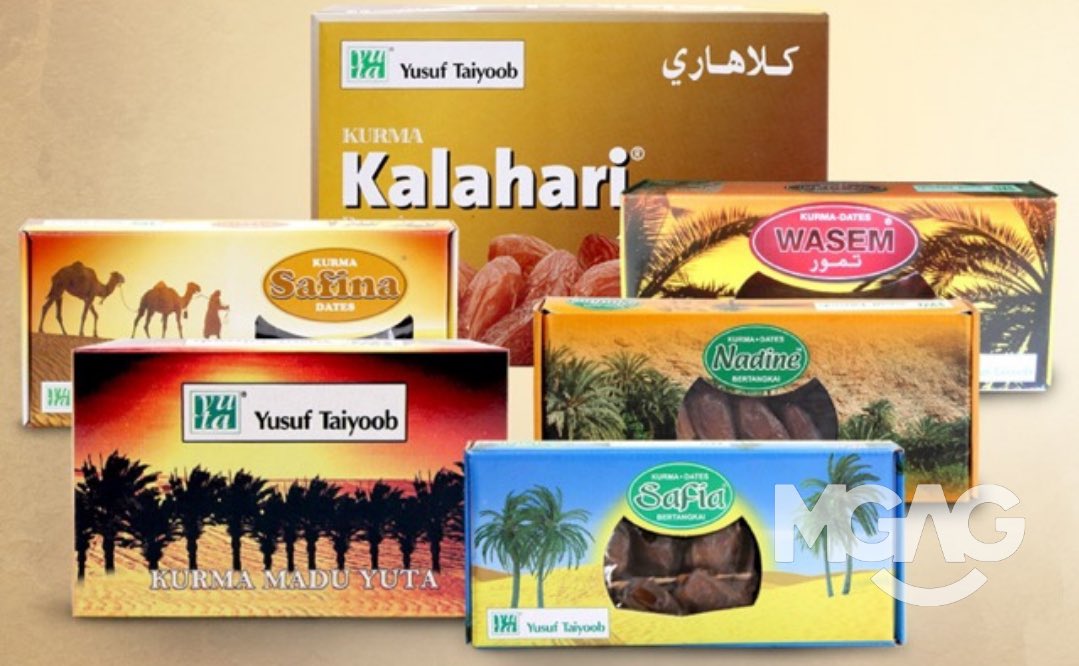 Yusuf Taiyoob
كلاهاري
KURMA
Kalahari®
KURMA
Safina
DATES
KURMA-DATES
WASEM®
تمور
KURMA-DATES
Nadine
BERTANGKAI
Yusuf Taiyoob
KURMA MADU YUTA
KURMA-DATES
Safia
BERTANGKAI
Yusuf Taiyoob
MGAG